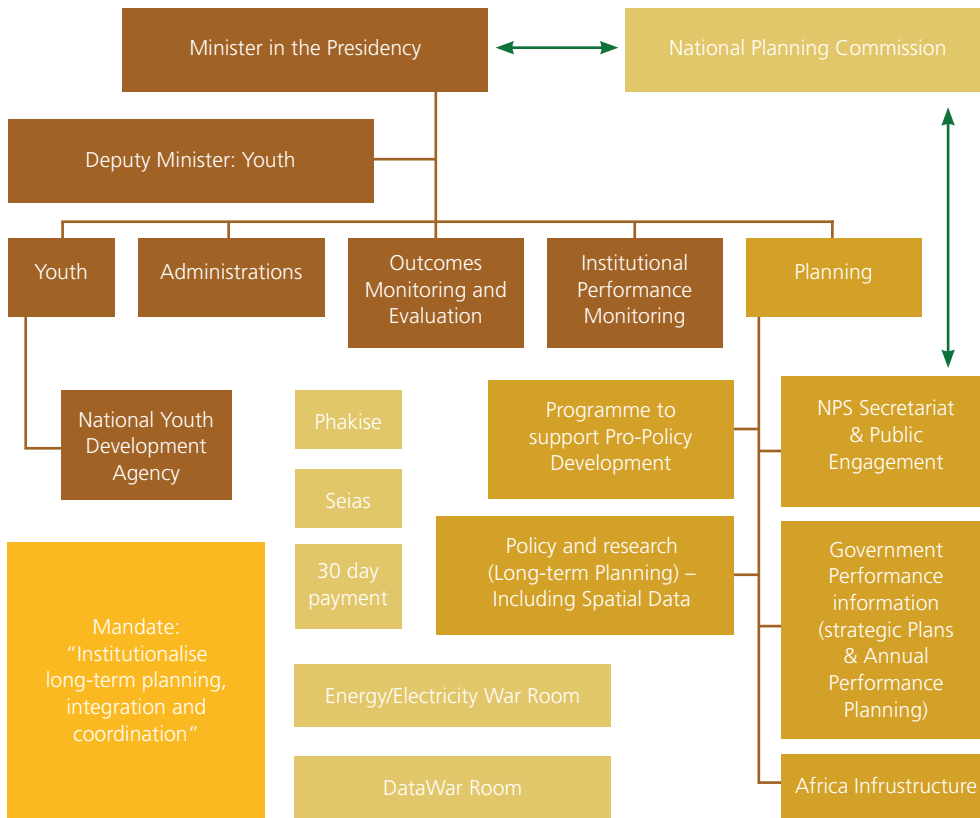 Minister in the Presidency
National Planning Commission
Deputy Minister: Youth
Youth
Administrations
Outcomes
Monitoring and
Evaluation
Institutional
Performance
Monitoring
Planning
National Youth
Development
Agency
Phakise
Seias
30 day
payment
Programme to
support Pro-Policy
Development
NPS Secretariat
& Public
Engagement
Policy and research
(Long-term Planning) –
Including Spatial Data
Government
Performance
information
(strategic Plans
& Annual
Performance
Planning)
Mandate:
“Institutionalise
long-term planning,
integration and
coordination”
Energy/Electricity War Room
DataWar Room
Africa Infrustructure